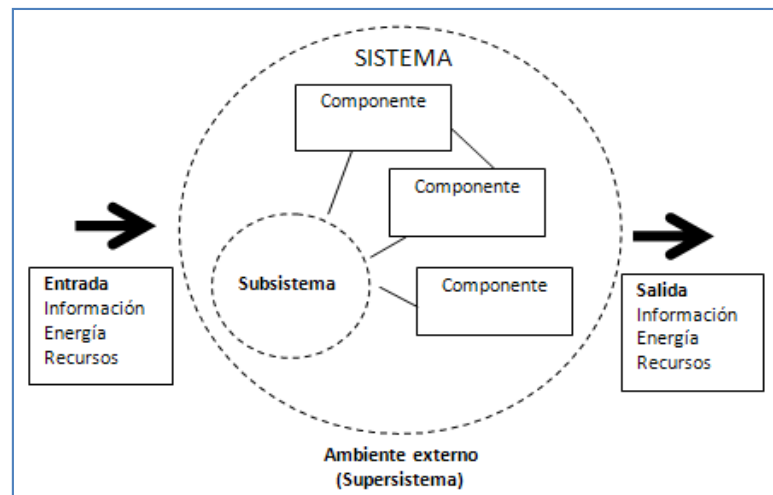 SISTEMA
Componente
Componente
Subsistema
Componente
Entrada
Información
Energía
Recursos
Salida
Información
Energía
Recursos
Ambiente externo
(Supersistema)